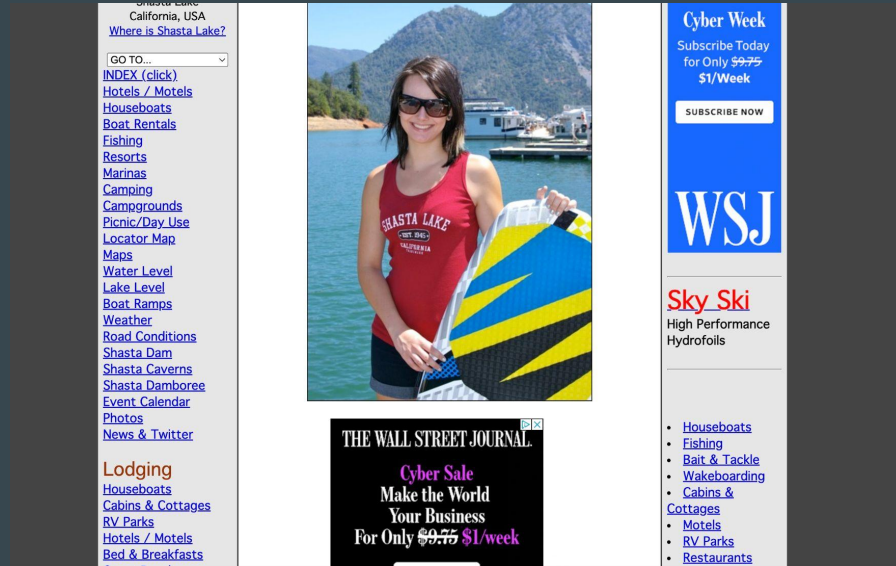 Shasta Lake
California, USA
Where is Shasta Lake?
GO TO...
INDEX (click)
Hotels / Motels
Houseboats
Boat Rentals
Fishing
Resorts
Marinas
Camping
Campgrounds
Picnic/Day Use
Locator Map
Maps
Water Level
Lake Level
Boat Ramps
Weather
Road Conditions
Shasta Dam
Shasta Caverns
Shasta Damboree
Event Calendar
Photos
News & Twitter
Lodging
Houseboats
Cabins & Cottages
RV Parks
Hotels / Motels
Bed & Breakfasts
SHASTA LAKE
CALIFORNIA
THE WALL STREET JOURNAL.
Cyber Sale
Make the World
Your Business
For Only $9.75 $1/week
Cyber Week
Subscribe Today
for Only $9.75
$1/Week
SUBSCRIBE NOW
WSJ
Sky Ski
High Performance
Hydrofoils
Houseboats
Fishing
Bait & Tackle
Wakeboarding
Cabins &
Cottages
Motels
RV Parks
Restaurants